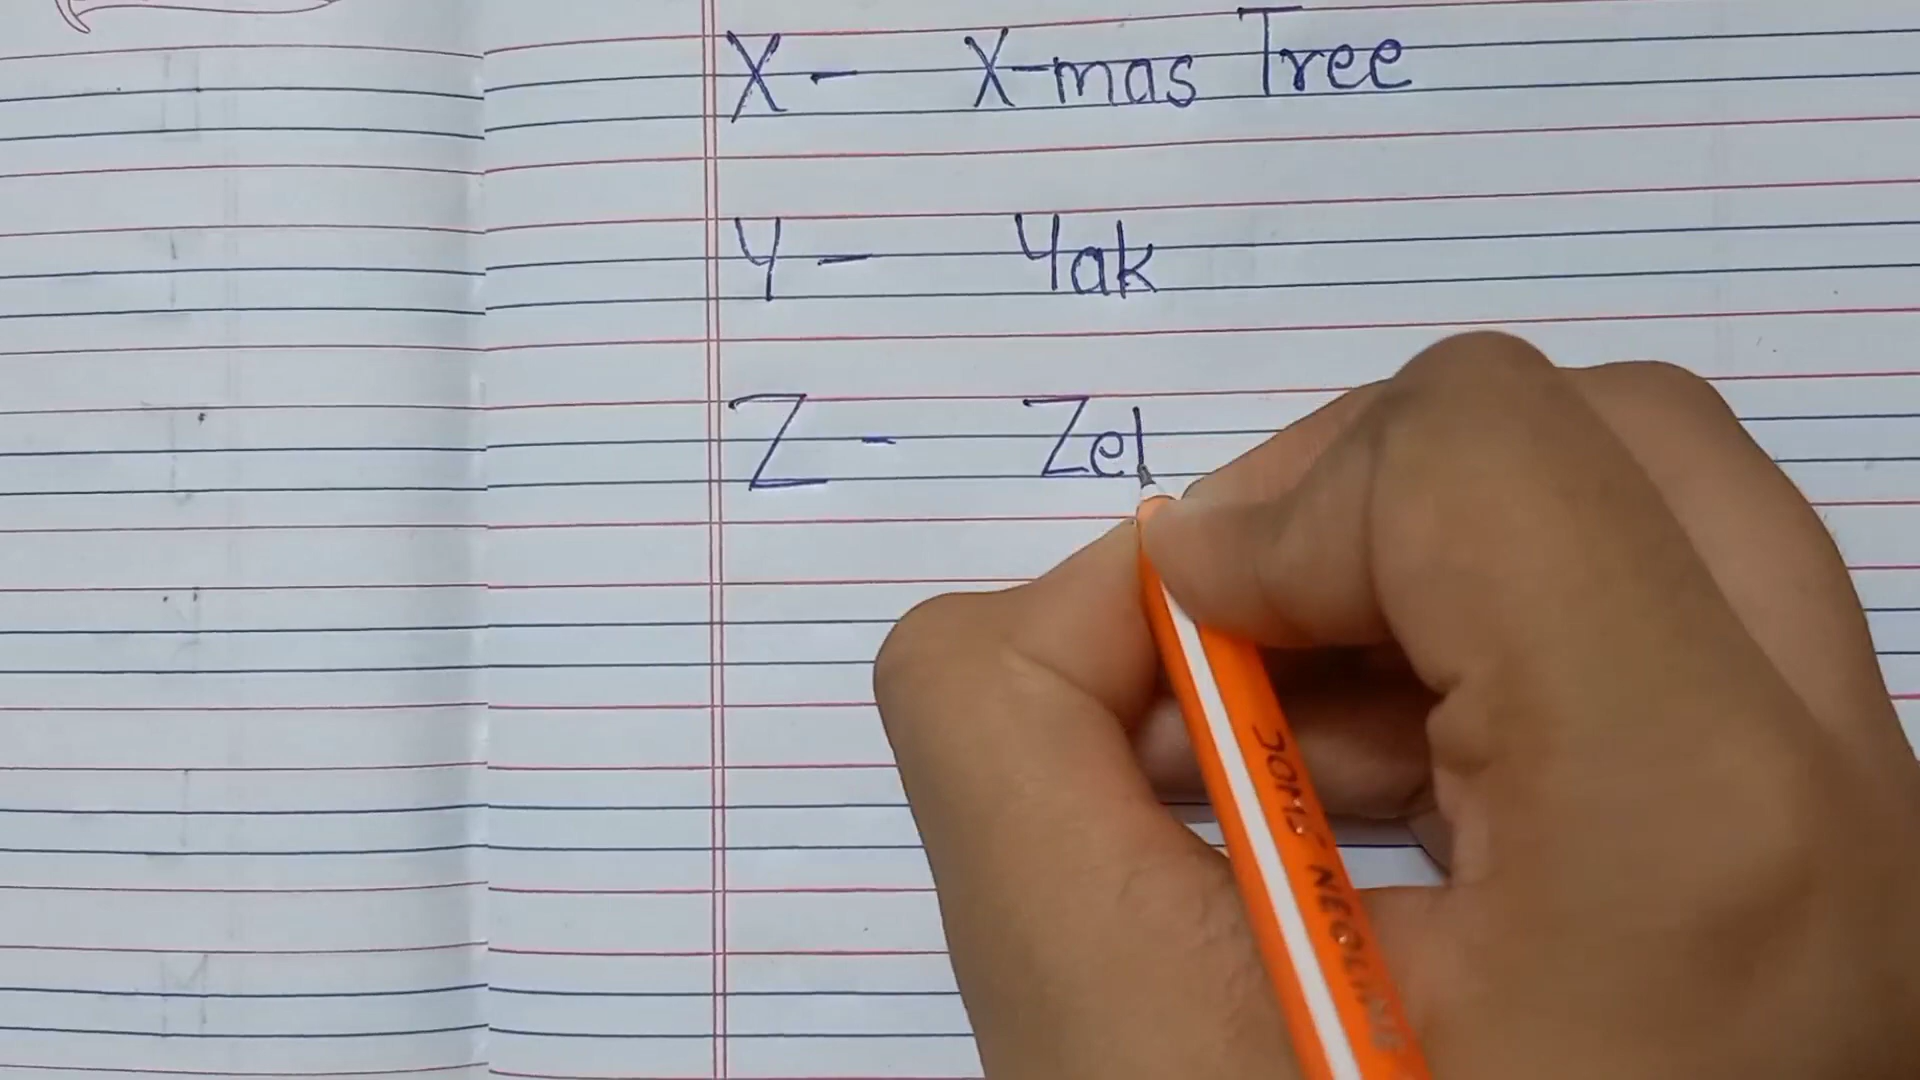 X - X-mas Tree
Y - Yak
Z - Zel